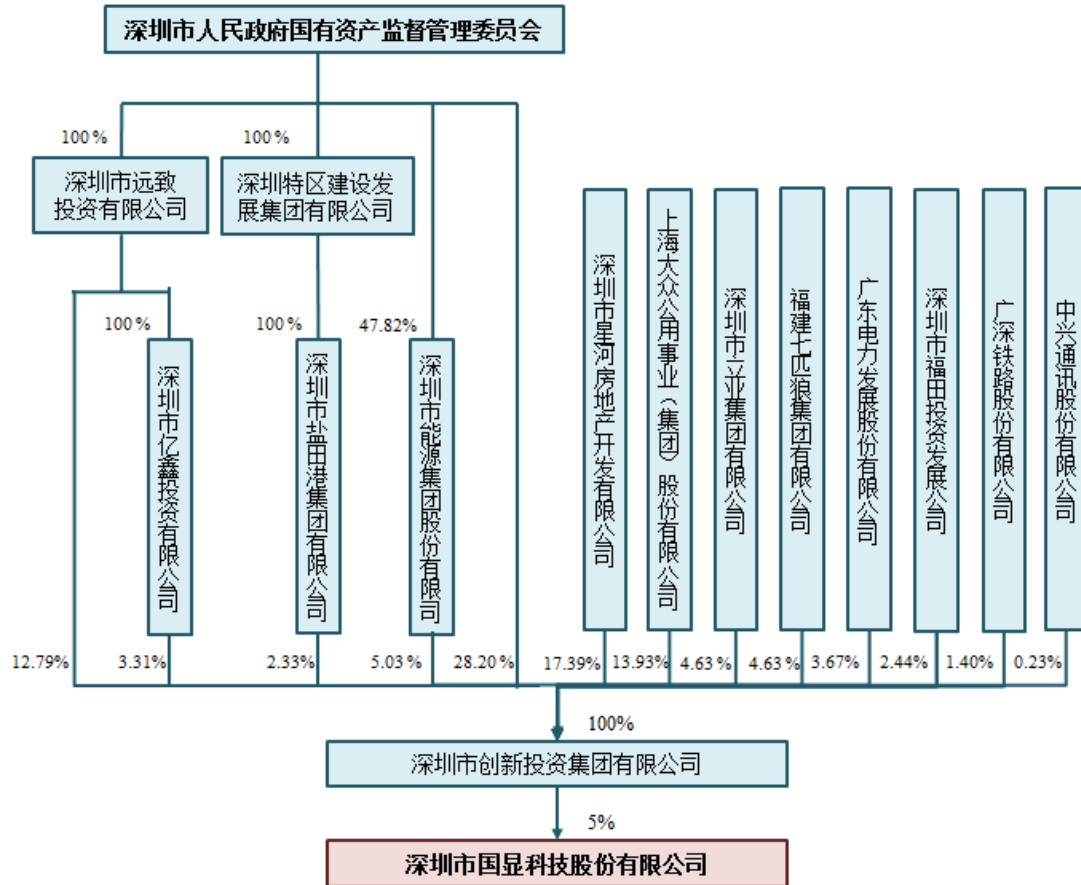 深圳市人民政府国有资产监督管理委员会
100%
100%
深圳市远致
投资有限公司
深圳特区建设发
展集团有限公司
100%
100%
47.82%
深圳市亿鑫投资有限公司
深圳市盐田港集团有限公司
深圳市能源集团股份有限司
深圳市星河房地产开发有限公司
上海大众公用事业（集团）股份有限公司
深圳市立业集团有限公司
福建七匹狼集团有限公司
广东电力发展股份有限公司
深圳市福田投资发展公司
广深铁路股份有限公司
中兴通讯股份有限公司
12.79%
3.31%
2.33%
5.03%
28.20%
17.39%
13.93%
4.63%
4.63%
3.67%
2.44%
1.40%
0.23%
100%
深圳市创新投资集团有限公司
5%
深圳市国显科技股份有限公司